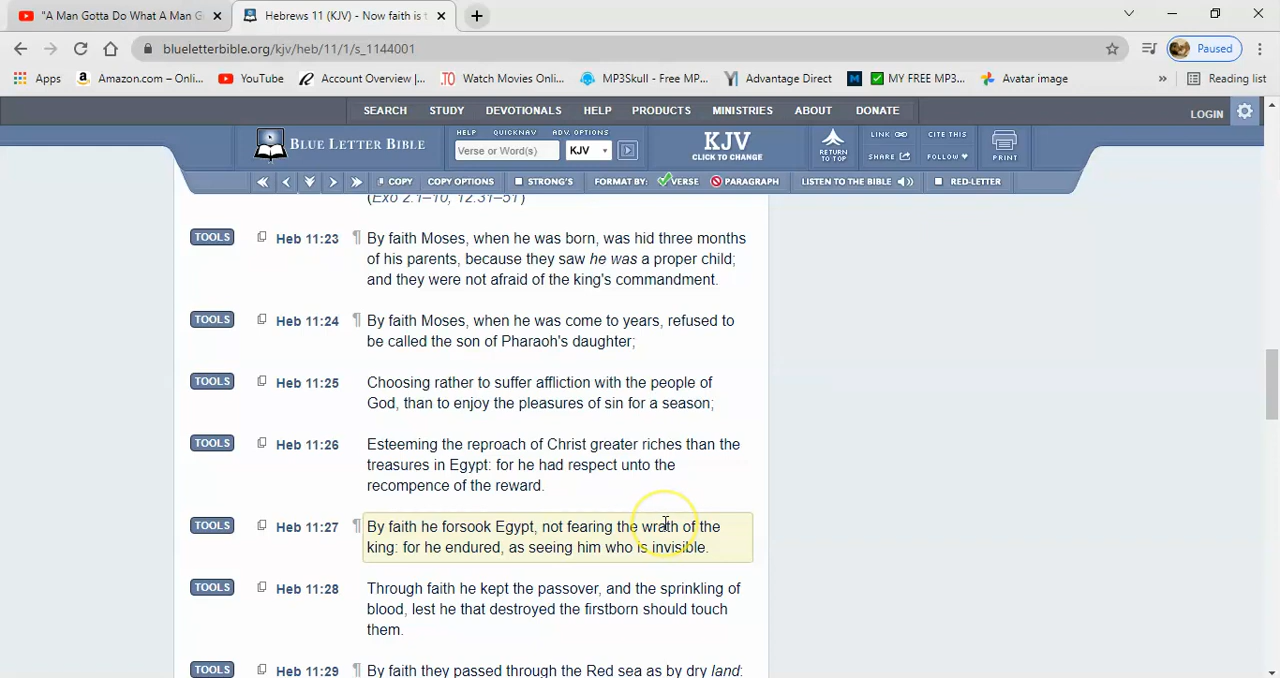 "A Man Gotta Do What A Man G
Hebrews 11 (KJV) - Now faith is t
blueletterbible.org/kjv/heb/11/1/s_1144001
Paused
Apps
Amazon.com – Onli...
YouTube
Account Overview |...
Watch Movies Onlin...
MP3Skull - Free MP...
Advantage Direct
MY FREE MP3...
Avatar image
»
Reading list
SEARCH STUDY DEVOTIONALS HELP PRODUCTS MINISTRIES ABOUT DONATE
LOGIN
BLUE LETTER BIBLE
HELP QUICKNAV ADV. OPTIONS
Verse or Word(s) KJV
KJV
CLICK TO CHANGE
RETURN
TO TOP
LINK
CITE THIS
SHARE
FOLLOW
PRINT
COPY COPY OPTIONS STRONG'S FORMAT BY: VERSE PARAGRAPH LISTEN TO THE BIBLE RED-LETTER
(Exo 2.1–10, 12.31–51)
TOOLS Heb 11:23 ¶ By faith Moses, when he was born, was hid three months
of his parents, because they saw he was a proper child;
and they were not afraid of the king's commandment.
TOOLS Heb 11:24 ¶ By faith Moses, when he was come to years, refused to
be called the son of Pharaoh's daughter;
TOOLS Heb 11:25 Choosing rather to suffer affliction with the people of
God, than to enjoy the pleasures of sin for a season;
TOOLS Heb 11:26 Esteeming the reproach of Christ greater riches than the
treasures in Egypt: for he had respect unto the
recompence of the reward.
TOOLS Heb 11:27 ¶ By faith he forsook Egypt, not fearing the wrath of the
king: for he endured, as seeing him who is invisible.
TOOLS Heb 11:28 Through faith he kept the passover, and the sprinkling of
blood, lest he that destroyed the firstborn should touch
them.
TOOLS Heb 11:29 ¶ By faith they passed through the Red sea as by dry land: